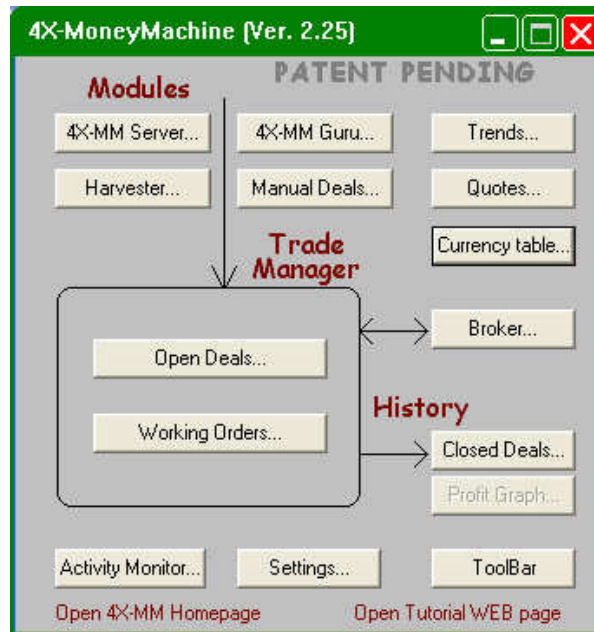 4X-MoneyMachine (Ver. 2.25)
PATENT PENDING
Modules
4X-MM Server...
4X-MM Guru...
Trends...
Harvester...
Manual Deals...
Quotes...
Currency table...
Trade
Manager
Broker...
Open Deals...
Working Orders...
History
Closed Deals...
Profit Graph...
Activity Monitor...
Settings...
ToolBar
Open 4X-MM Homepage
Open Tutorial WEB page